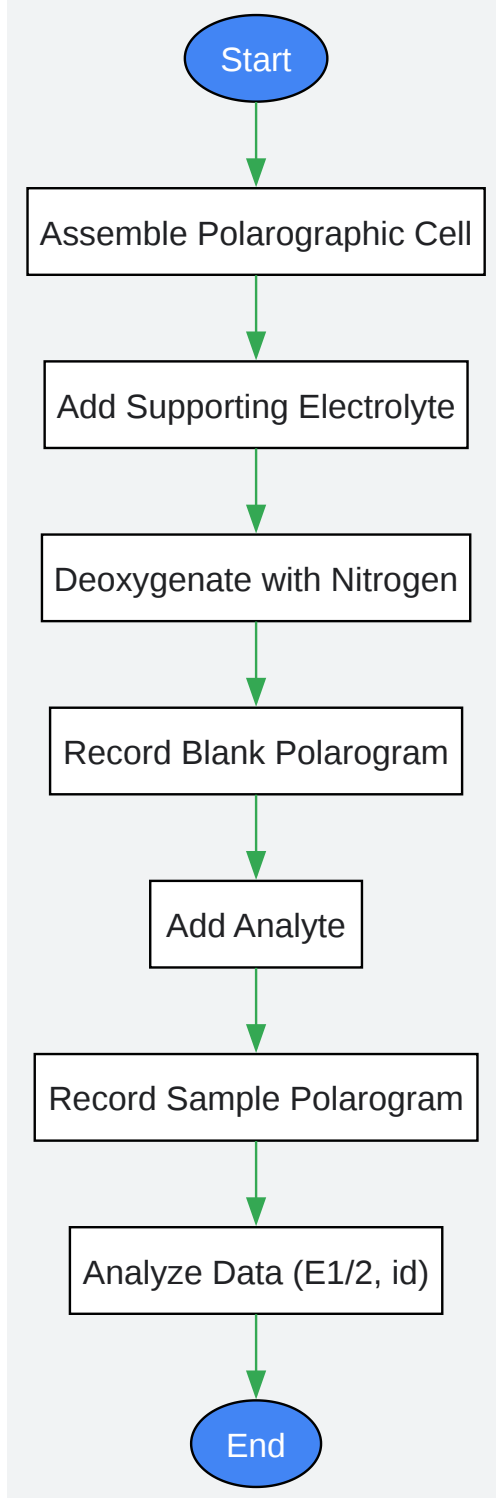 Start
Assemble Polarographic Cell
Add Supporting Electrolyte
Deoxygenate with Nitrogen
Record Blank Polarogram
Add Analyte
Record Sample Polarogram
Analyze Data (E1/2, id)
End